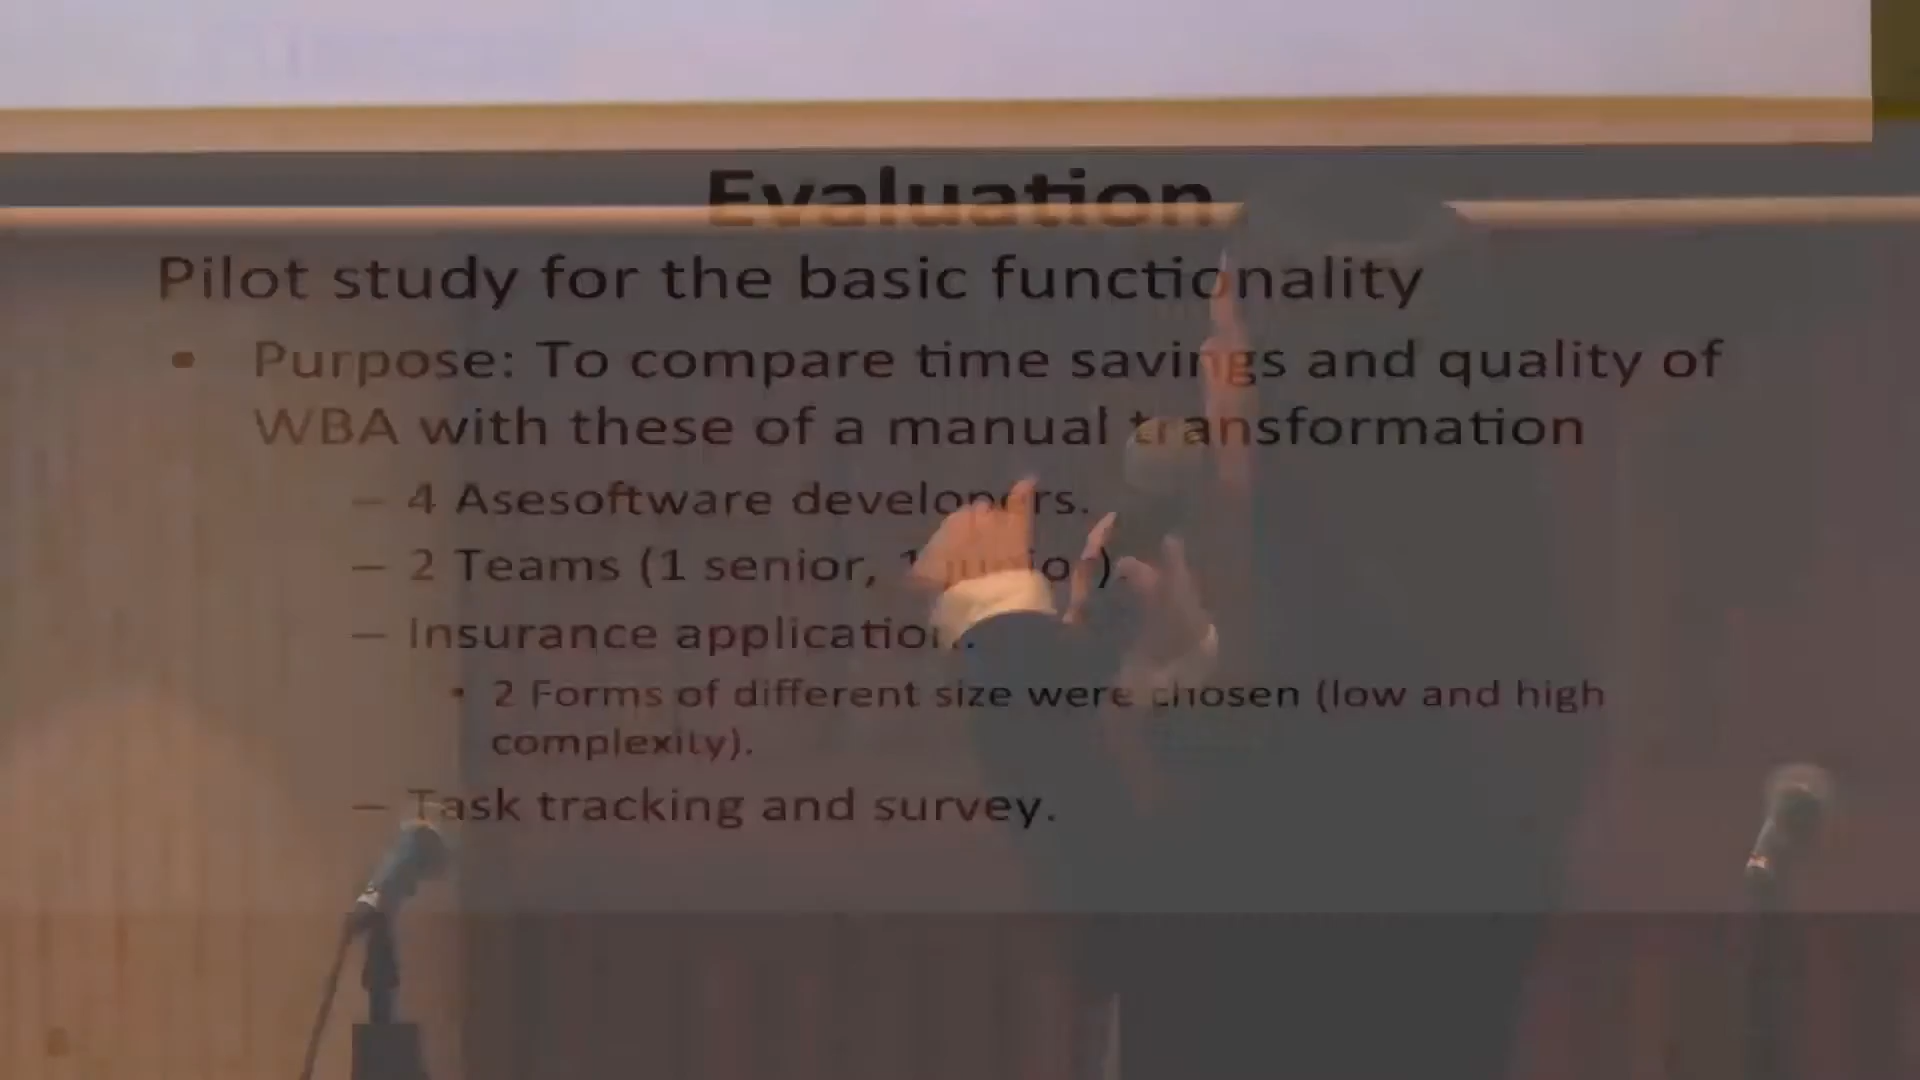 Evaluation
Pilot study for the basic functionality
• Purpose: To compare time savings and quality of
WBA with these of a manual transformation
– 4 Asesoftware developers.
– 2 Teams (1 senior, 1 junior).
– Insurance application.
• 2 Forms of different size were chosen (low and high
complexity).
– Task tracking and survey.